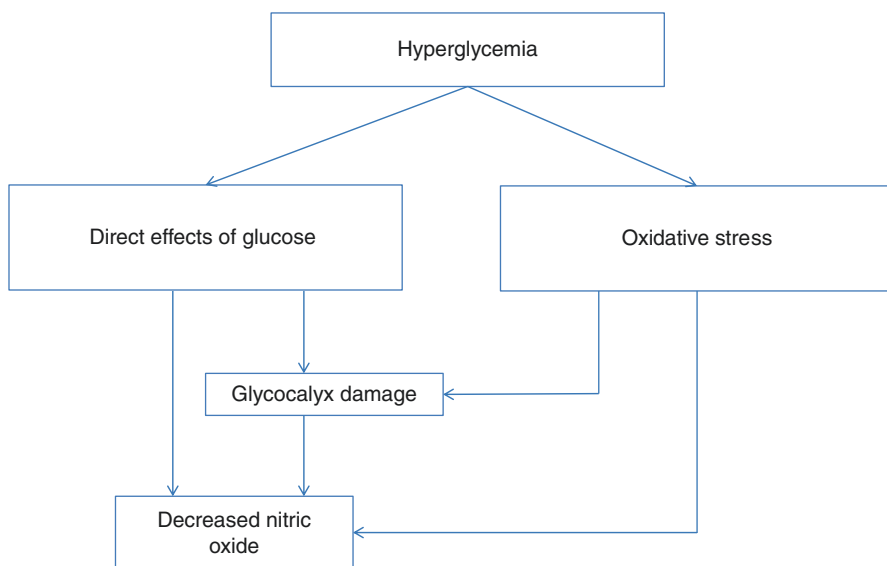 Hyperglycemia
Direct effects of glucose
Oxidative stress
Glycocalyx damage
Decreased nitric
oxide